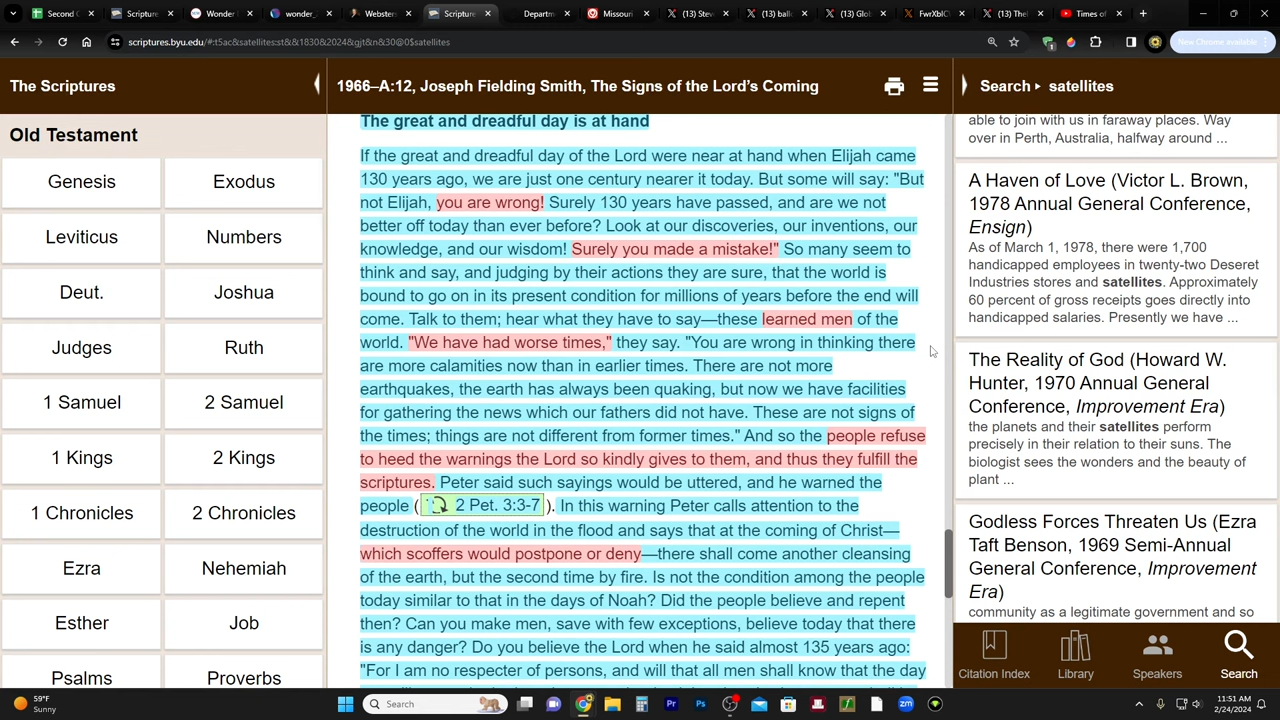 Second G
Scripture
Wonder
wonder_
Websters
Scripture
Departm
Missouri
(13) Stev
(13) ballo
(13) Glob
FwrXblC
(13) Thel
Times of
scriptures.byu.edu/#:t5ac&satellites:st&&1830&2024&gjt&n&30@0$satellites
New Chrome available
The Scriptures
1966–A:12, Joseph Fielding Smith, The Signs of the Lord’s Coming
Search ▸ satellites
Old Testament
Genesis
Exodus
Leviticus
Numbers
Deut.
Joshua
Judges
Ruth
1 Samuel
2 Samuel
1 Kings
2 Kings
1 Chronicles
2 Chronicles
Ezra
Nehemiah
Esther
Job
Psalms
Proverbs
The great and dreadful day is at hand
If the great and dreadful day of the Lord were near at hand when Elijah came
130 years ago, we are just one century nearer it today. But some will say: "But
not Elijah, you are wrong! Surely 130 years have passed, and are we not
better off today than ever before? Look at our discoveries, our inventions, our
knowledge, and our wisdom! Surely you made a mistake!" So many seem to
think and say, and judging by their actions they are sure, that the world is
bound to go on in its present condition for millions of years before the end will
come. Talk to them; hear what they have to say—these learned men of the
world. "We have had worse times," they say. "You are wrong in thinking there
are more calamities now than in earlier times. There are not more
earthquakes, the earth has always been quaking, but now we have facilities
for gathering the news which our fathers did not have. These are not signs of
the times; things are not different from former times." And so the people refuse
to heed the warnings the Lord so kindly gives to them, and thus they fulfill the
scriptures. Peter said such sayings would be uttered, and he warned the
people ( 2 Pet. 3:3-7 ). In this warning Peter calls attention to the
destruction of the world in the flood and says that at the coming of Christ—
which scoffers would postpone or deny—there shall come another cleansing
of the earth, but the second time by fire. Is not the condition among the people
today similar to that in the days of Noah? Did the people believe and repent
then? Can you make men, save with few exceptions, believe today that there
is any danger? Do you believe the Lord when he said almost 135 years ago:
"For I am no respecter of persons, and will that all men shall know that the day
able to join with us in faraway places. Way
over in Perth, Australia, halfway around ...
A Haven of Love (Victor L. Brown,
1978 Annual General Conference,
Ensign)
As of March 1, 1978, there were 1,700
handicapped employees in twenty-two Deseret
Industries stores and satellites. Approximately
60 percent of gross receipts goes directly into
handicapped salaries. Presently we have ...
The Reality of God (Howard W.
Hunter, 1970 Annual General
Conference, Improvement Era)
the planets and their satellites perform
precisely in their relation to their suns. The
biologist sees the wonders and the beauty of
plant ...
Godless Forces Threaten Us (Ezra
Taft Benson, 1969 Semi-Annual
General Conference, Improvement
Era)
community as a legitimate government and so
Citation Index
Library
Speakers
Search
59°F
Sunny
Search
11:51 AM
2/24/2024